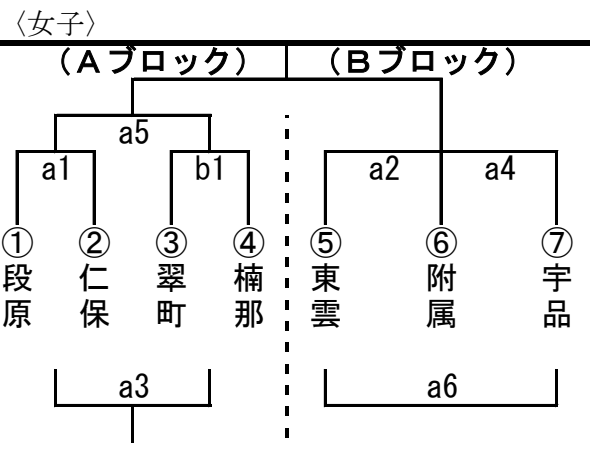 〈女子〉
（Aブロック）
（Bブロック）
a5
a1
b1
a2
a4
①段原
②仁保
③翠町
④楠那
⑤東雲
⑥附属
⑦宇品
a3
a6